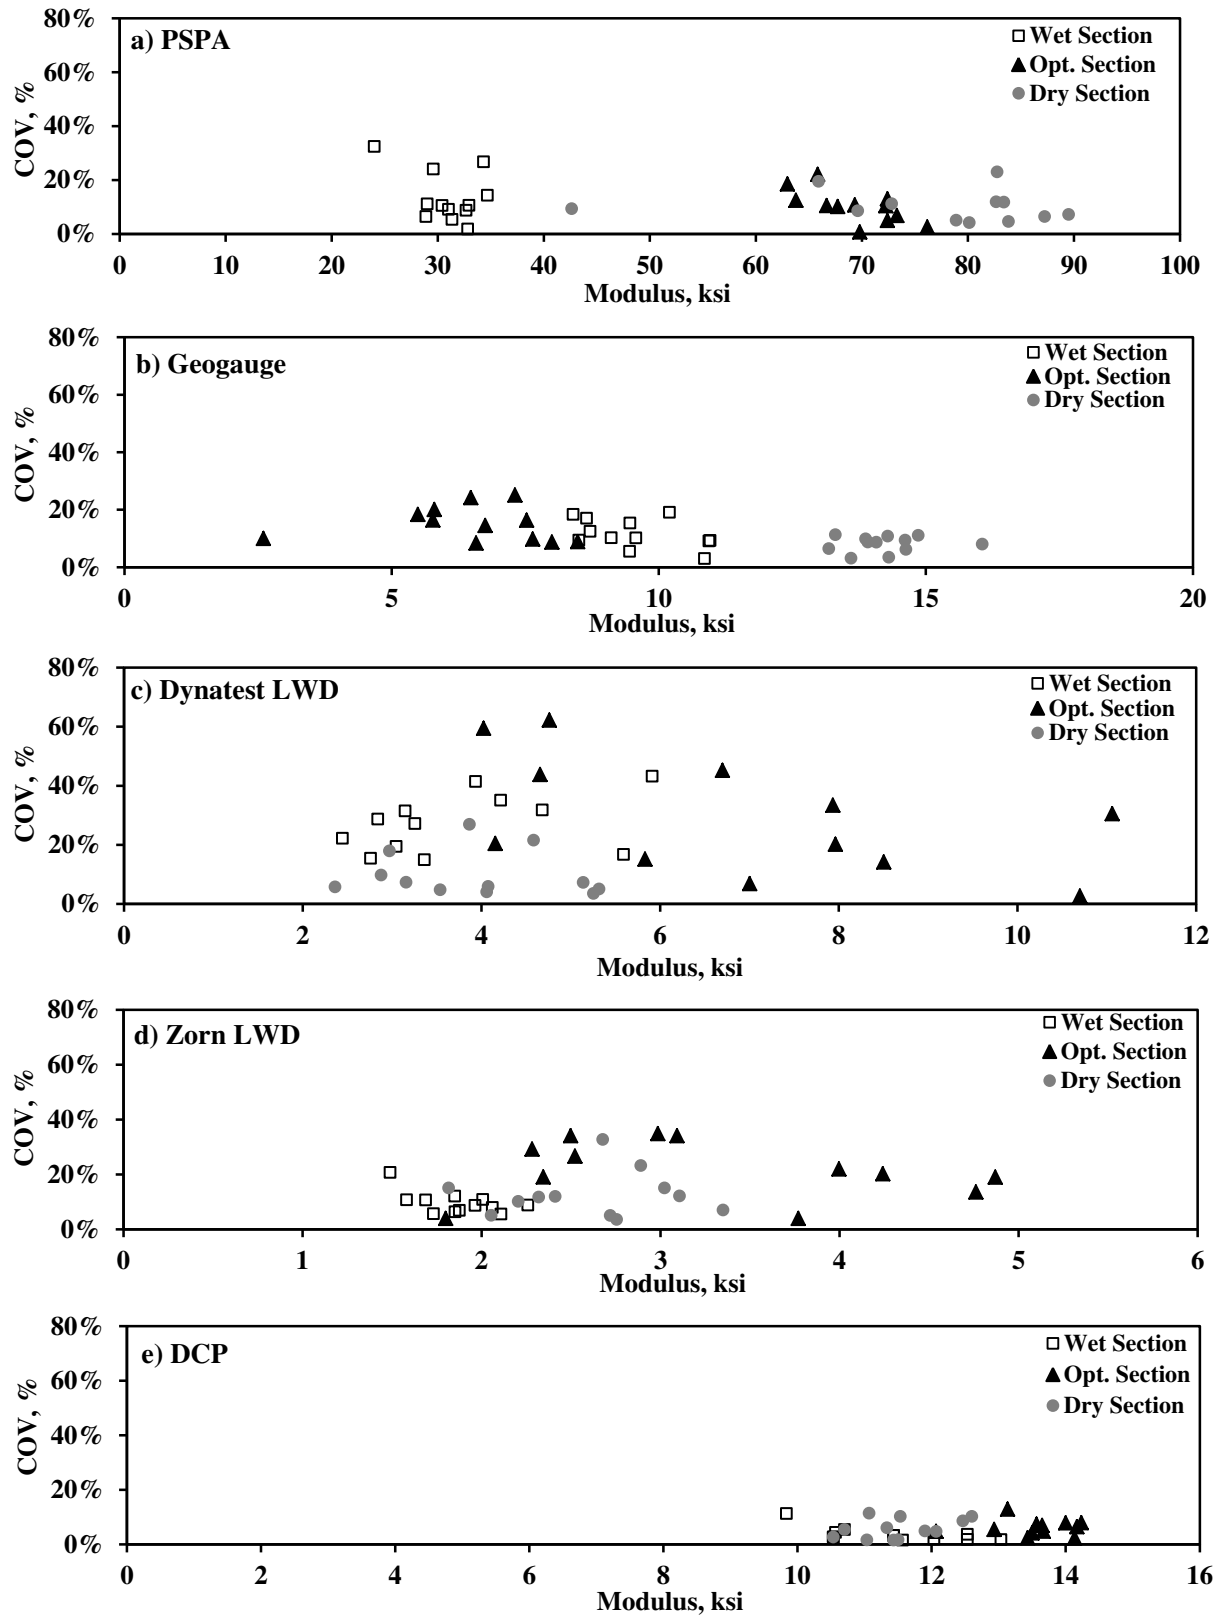 80%
a) PSPA
Wet Section
60%
Opt. Section
Dry Section
40%
20%
0%
COV, %
0 10 20 30 40 50 60 70 80 90 100
Modulus, ksi
80%
b) Geogauge
Wet Section
60%
Opt. Section
Dry Section
40%
20%
0%
COV, %
0 5 10 15 20
Modulus, ksi
80%
c) Dynatest LWD
Wet Section
60%
Opt. Section
Dry Section
40%
20%
0%
COV, %
0 2 4 6 8 10 12
Modulus, ksi
80%
d) Zorn LWD
Wet Section
60%
Opt. Section
Dry Section
40%
20%
0%
COV, %
0 1 2 3 4 5 6
Modulus, ksi
80%
e) DCP
Wet Section
60%
Opt. Section
Dry Section
40%
20%
0%
COV, %
0 2 4 6 8 10 12 14 16
Modulus, ksi